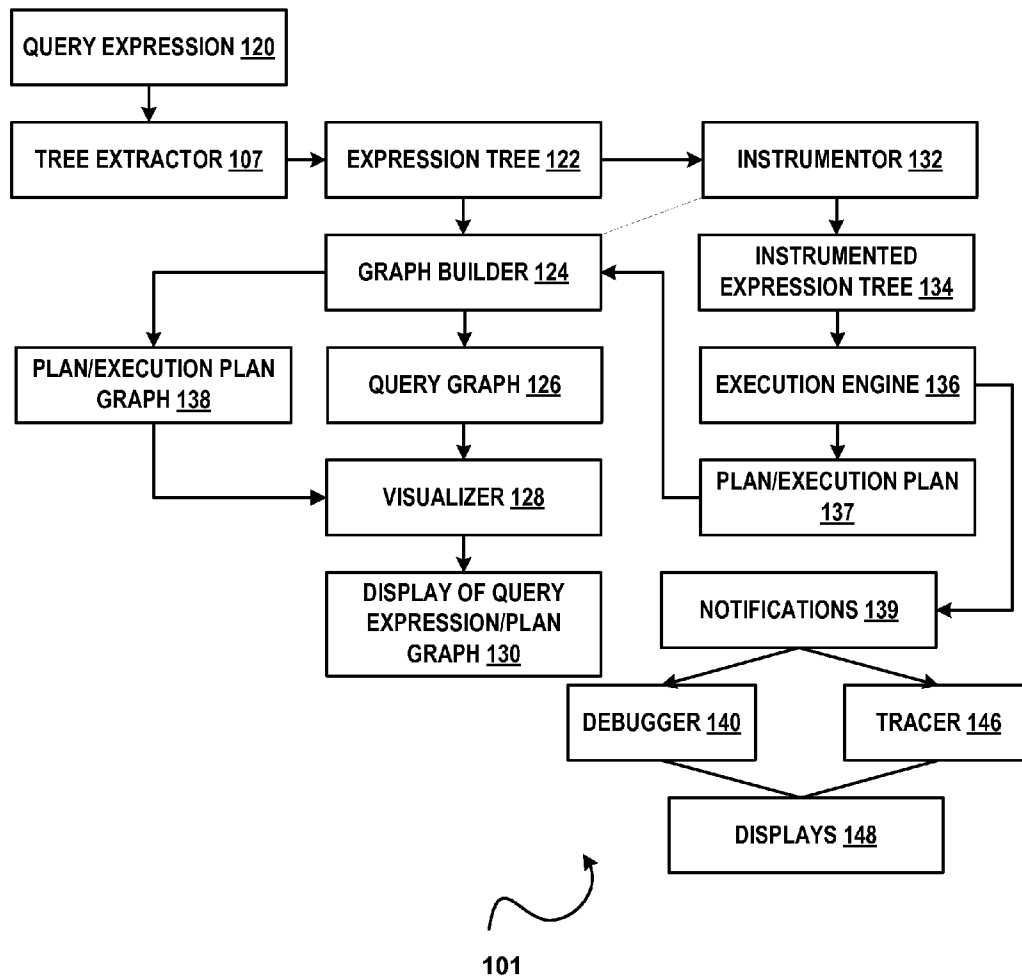 QUERY EXPRESSION 120
TREE EXTRACTOR 107
EXPRESSION TREE 122
INSTRUMENTOR 132
GRAPH BUILDER 124
INSTRUMENTED
EXPRESSION TREE 134
PLAN/EXECUTION PLAN
GRAPH 138
QUERY GRAPH 126
EXECUTION ENGINE 136
VISUALIZER 128
PLAN/EXECUTION PLAN
137
DISPLAY OF QUERY
EXPRESSION/PLAN
GRAPH 130
NOTIFICATIONS 139
DEBUGGER 140
TRACER 146
DISPLAYS 148
101